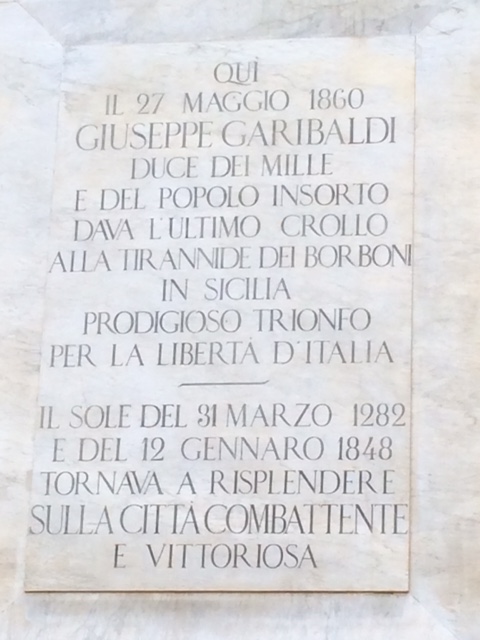 QUÌ
IL 27 MAGGIO 1860
GIUSEPPE GARIBALDI
DUCE DEI MILLE
E DEL POPOLO INSORTO
DAVA L'ULTIMO CROLLO
ALLA TIRANNIDE DEI BORBONI
IN SICILIA
PRODIGIOSO TRIONFO
PER LA LIBERTÀ D'ITALIA
IL SOLE DEL 31 MARZO 1282
E DEL 12 GENNARO 1848
TORNAVA A RISPLENDERE
SULLA CITTÀ COMBATTENTE
E VITTORIOSA